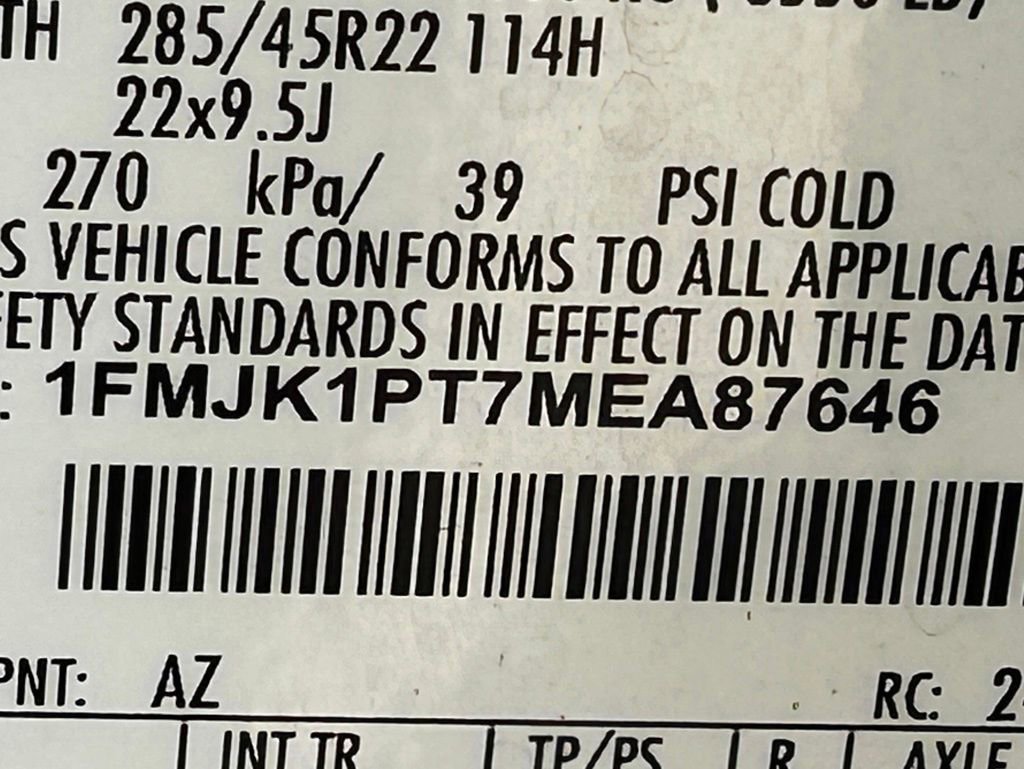 TH 285/45R22 114H
22x9.5J
270 kPa/ 39 PSI COLD
S VEHICLE CONFORMS TO ALL APPLICAB
FETY STANDARDS IN EFFECT ON THE DAT
: 1FMJK1PT7MEA87646
PNT: AZ RC: 2
INT TR TP/PS R AXLE